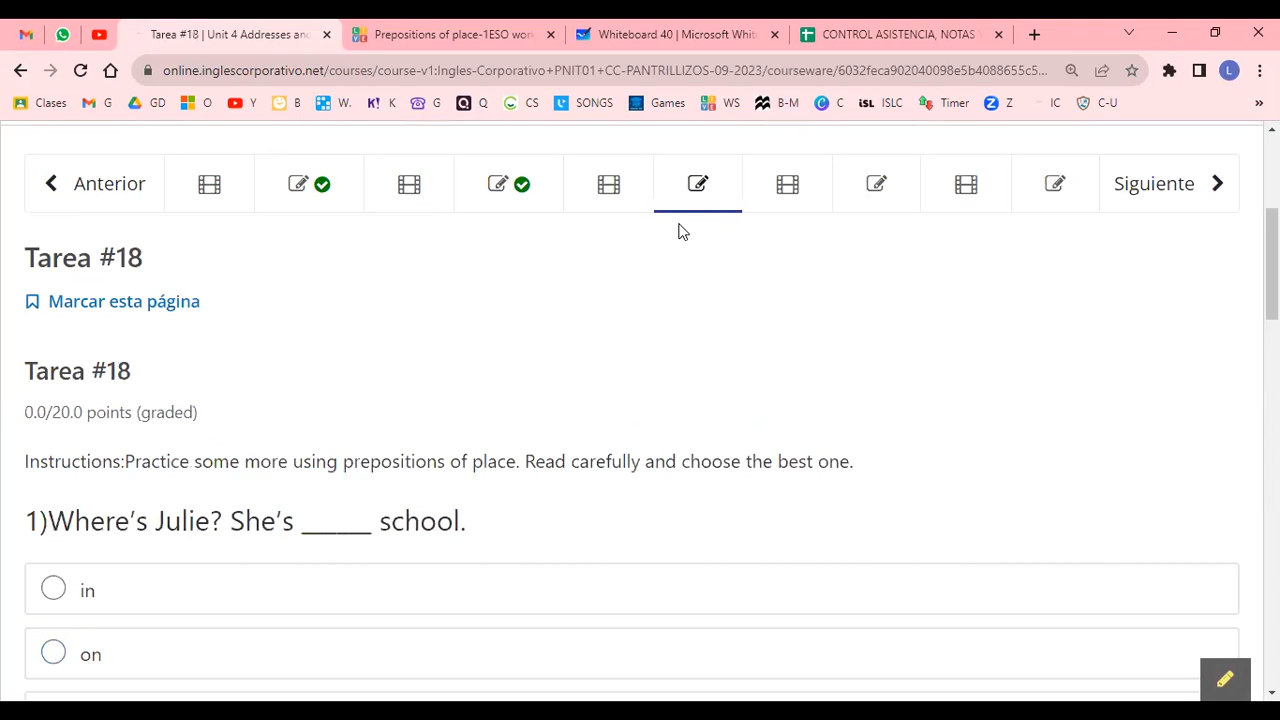 Tarea #18 | Unit 4 Addresses and
Prepositions of place-1ESO wor
Whiteboard 40 | Microsoft Whit
CONTROL ASISTENCIA, NOTAS
online.inglescorporativo.net/courses/course-v1:Ingles-Corporativo+PNIT01+CC-PANTRILLIZOS-09-2023/courseware/6032feca902040098e5b4088655c5...
L
Clases
G
GD
O
Y
B
W.
K! K
G
Q
CS
SONGS
Games
WS
B-M
C
iSL ISLC
Timer
Z
IC
C-U
»
Anterior
Siguiente
Tarea #18
Marcar esta página
Tarea #18
0.0/20.0 points (graded)
Instructions:Practice some more using prepositions of place. Read carefully and choose the best one.
1)Where’s Julie? She’s ______ school.
in
on